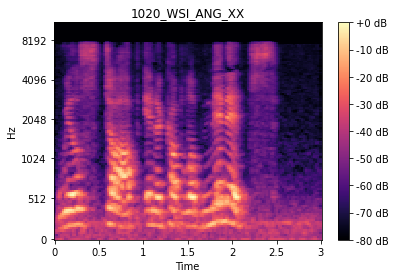 1020_WSI_ANG_XX
8192
4096
2048
1024
512
0
Hz
0 0.5 1 1.5 2 2.5 3
Time
+0 dB
-10 dB
-20 dB
-30 dB
-40 dB
-50 dB
-60 dB
-70 dB
-80 dB